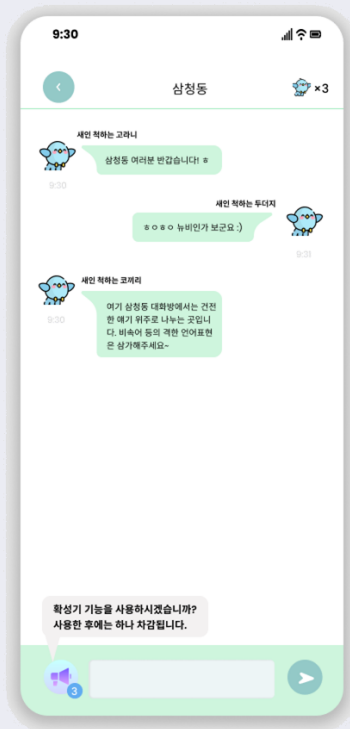 9:30
삼청동
×3
새인 척하는 고라니
삼청동 여러분 반갑습니다! ㅎ
9:30
새인 척하는 두더지
ㅎㅇㅎㅇ 뉴비인가 보군요 :)
9:31
새인 척하는 코끼리
여기 삼청동 대화방에서는 건전
한 얘기 위주로 나누는 곳입니
다. 비속어 등의 격한 언어표현
은 삼가해주세요~
9:30
확성기 기능을 사용하시겠습니까?
사용한 후에는 하나 차감됩니다.
3